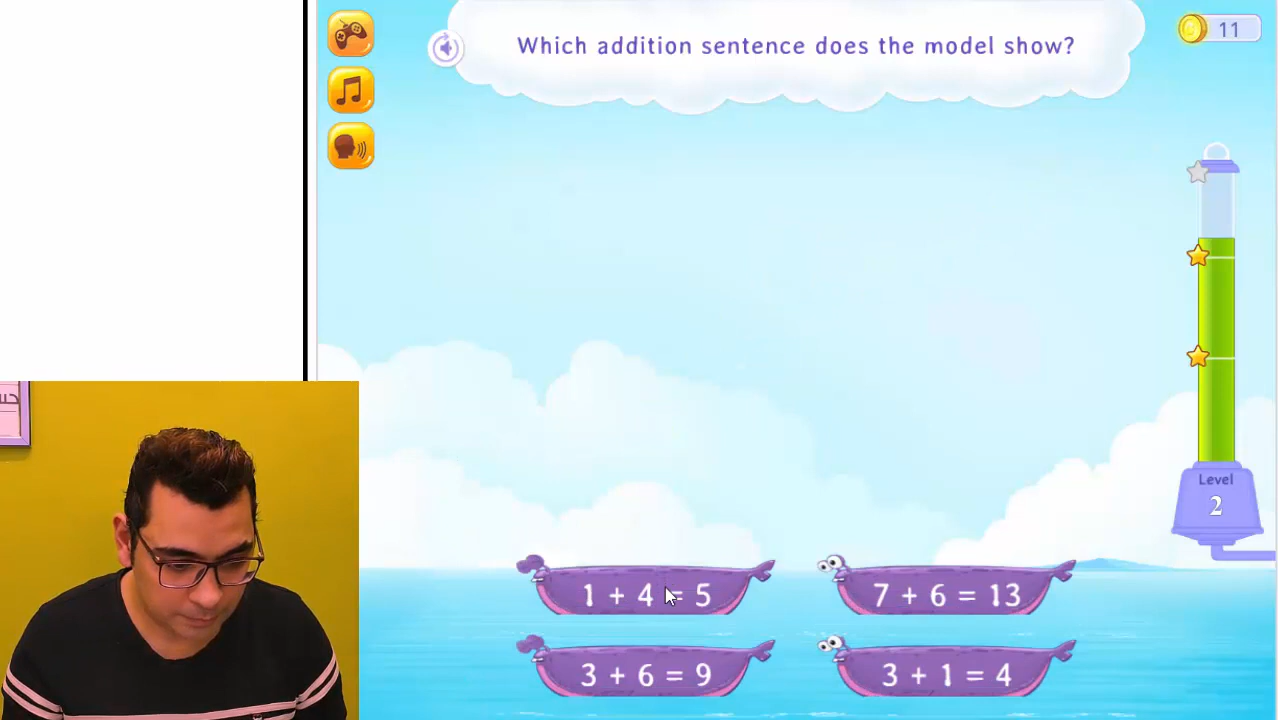 Which addition sentence does the model show?
11
Level
2
1 + 4 = 5
7 + 6 = 13
3 + 6 = 9
3 + 1 = 4